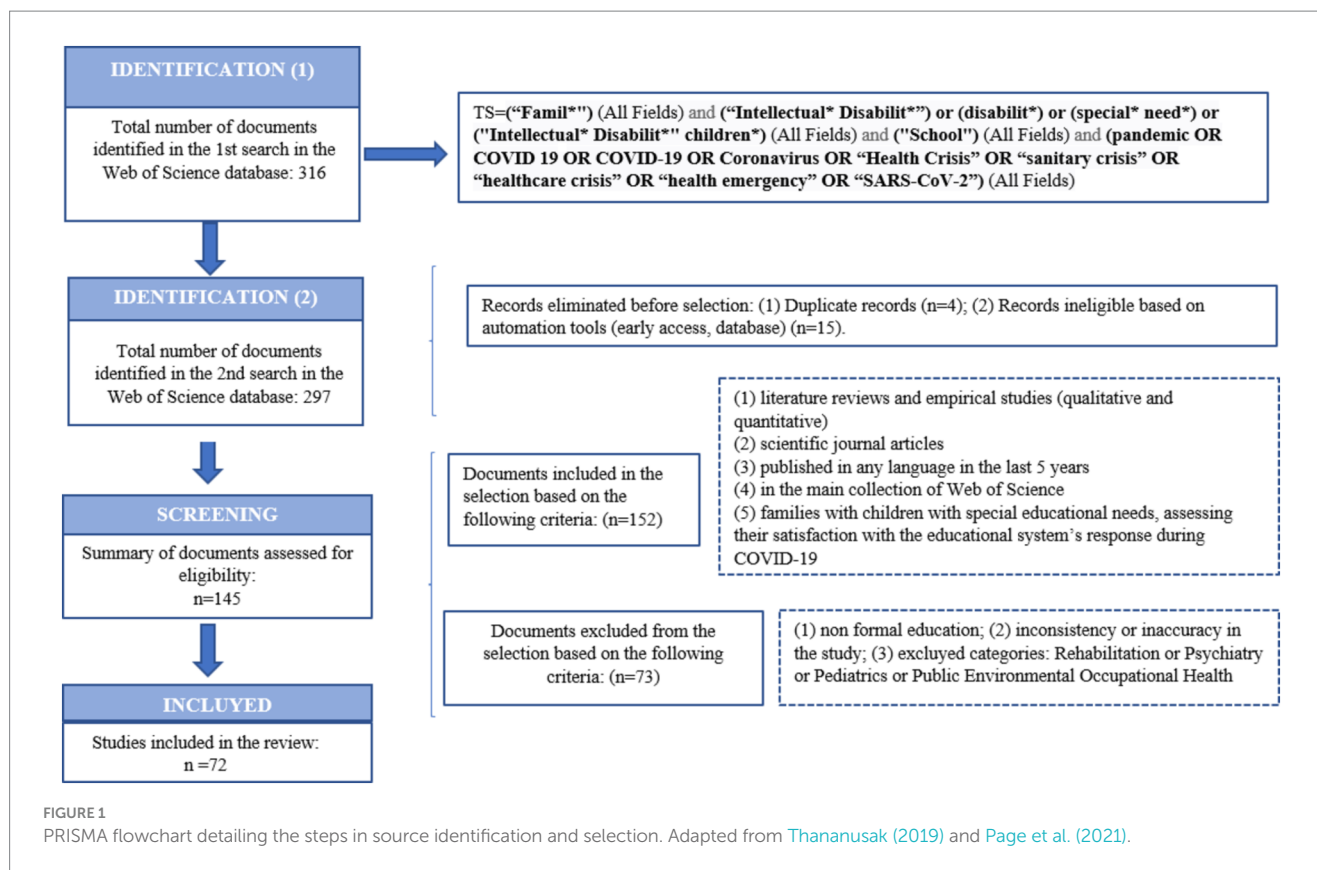 IDENTIFICATION (1)
Total number of documents
identified in the 1st search in the
Web of Science database: 316
TS=(“Famil*") (All Fields) and (“Intellectual* Disabilit*”) or (disabilit*) or (special* need*) or
("Intellectual* Disabilit*" children*) (All Fields) and ("School") (All Fields) and (pandemic OR
COVID 19 OR COVID-19 OR Coronavirus OR “Health Crisis” OR “sanitary crisis” OR
“healthcare crisis” OR “health emergency” OR “SARS-CoV-2”) (All Fields)
IDENTIFICATION (2)
Total number of documents
identified in the 2nd search in the
Web of Science database: 297
Records eliminated before selection: (1) Duplicate records (n=4); (2) Records ineligible based on
automation tools (early access, database) (n=15).
Documents included in the
selection based on the
following criteria: (n=152)
(1) literature reviews and empirical studies (qualitative and
quantitative)
(2) scientific journal articles
(3) published in any language in the last 5 years
(4) in the main collection of Web of Science
(5) families with children with special educational needs, assessing
their satisfaction with the educational system’s response during
COVID-19
SCREENING
Summary of documents assessed for
eligibility:
n=145
Documents excluded from the
selection based on the following
criteria: (n=73)
(1) non formal education; (2) inconsistency or inaccuracy in
the study; (3) excluyed categories: Rehabilitation or Psychiatry
or Pediatrics or Public Environmental Occupational Health
INCLUYED
Studies included in the review:
n =72
FIGURE 1
PRISMA flowchart detailing the steps in source identification and selection. Adapted from Thananusak (2019) and Page et al. (2021).